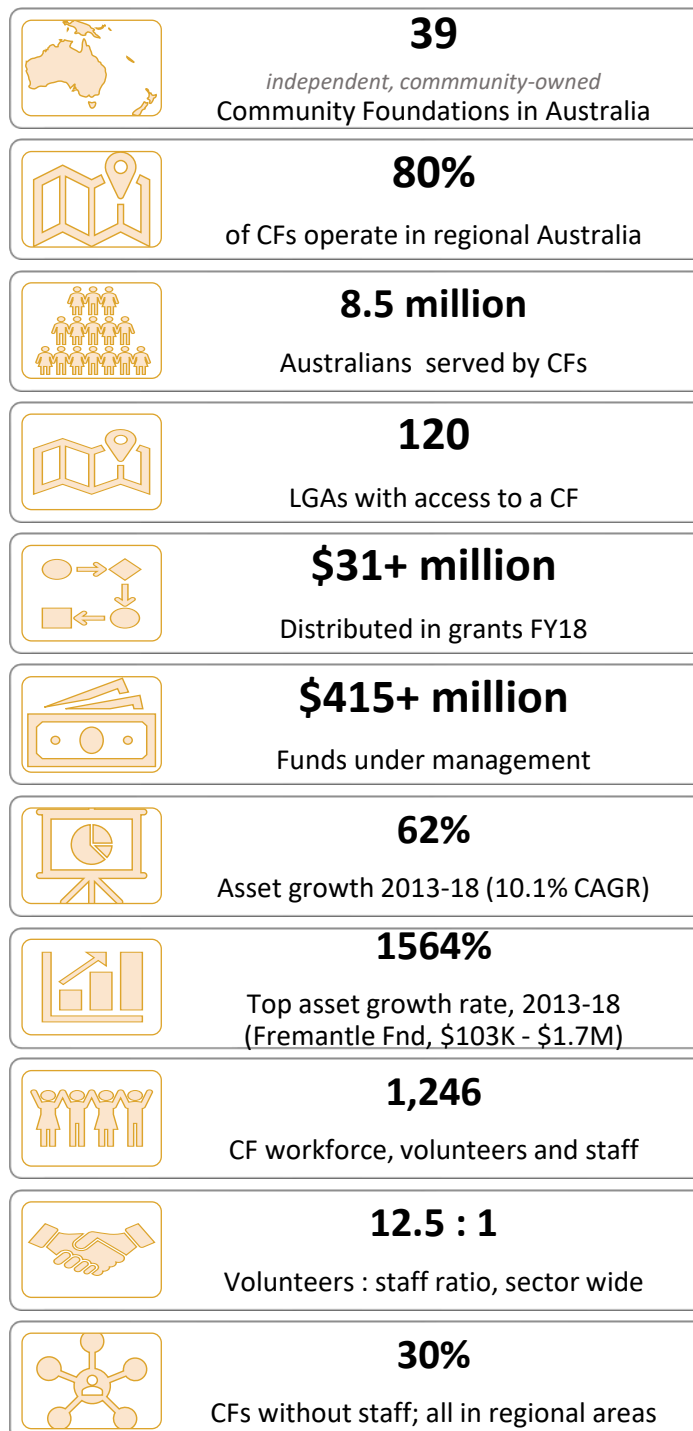 39
independent, commmunity-owned
Community Foundations in Australia
80%
of CFs operate in regional Australia
8.5 million
Australians served by CFs
120
LGAs with access to a CF
$31+ million
Distributed in grants FY18
$415+ million
Funds under management
62%
Asset growth 2013-18 (10.1% CAGR)
1564%
Top asset growth rate, 2013-18
(Fremantle Fnd, $103K - $1.7M)
1,246
CF workforce, volunteers and staff
12.5 : 1
Volunteers : staff ratio, sector wide
30%
CFs without staff; all in regional areas